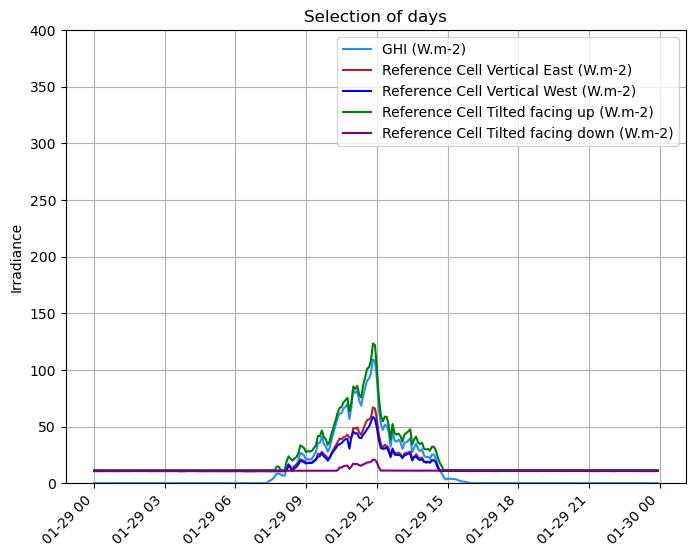 Selection of days
GHI (W.m-2)
Reference Cell Vertical East (W.m-2)
Reference Cell Vertical West (W.m-2)
Reference Cell Tilted facing up (W.m-2)
Reference Cell Tilted facing down (W.m-2)
Irradiance
400
350
300
250
200
150
100
50
0
01-29 00
01-29 03
01-29 06
01-29 09
01-29 12
01-29 15
01-29 18
01-29 21
01-30 00